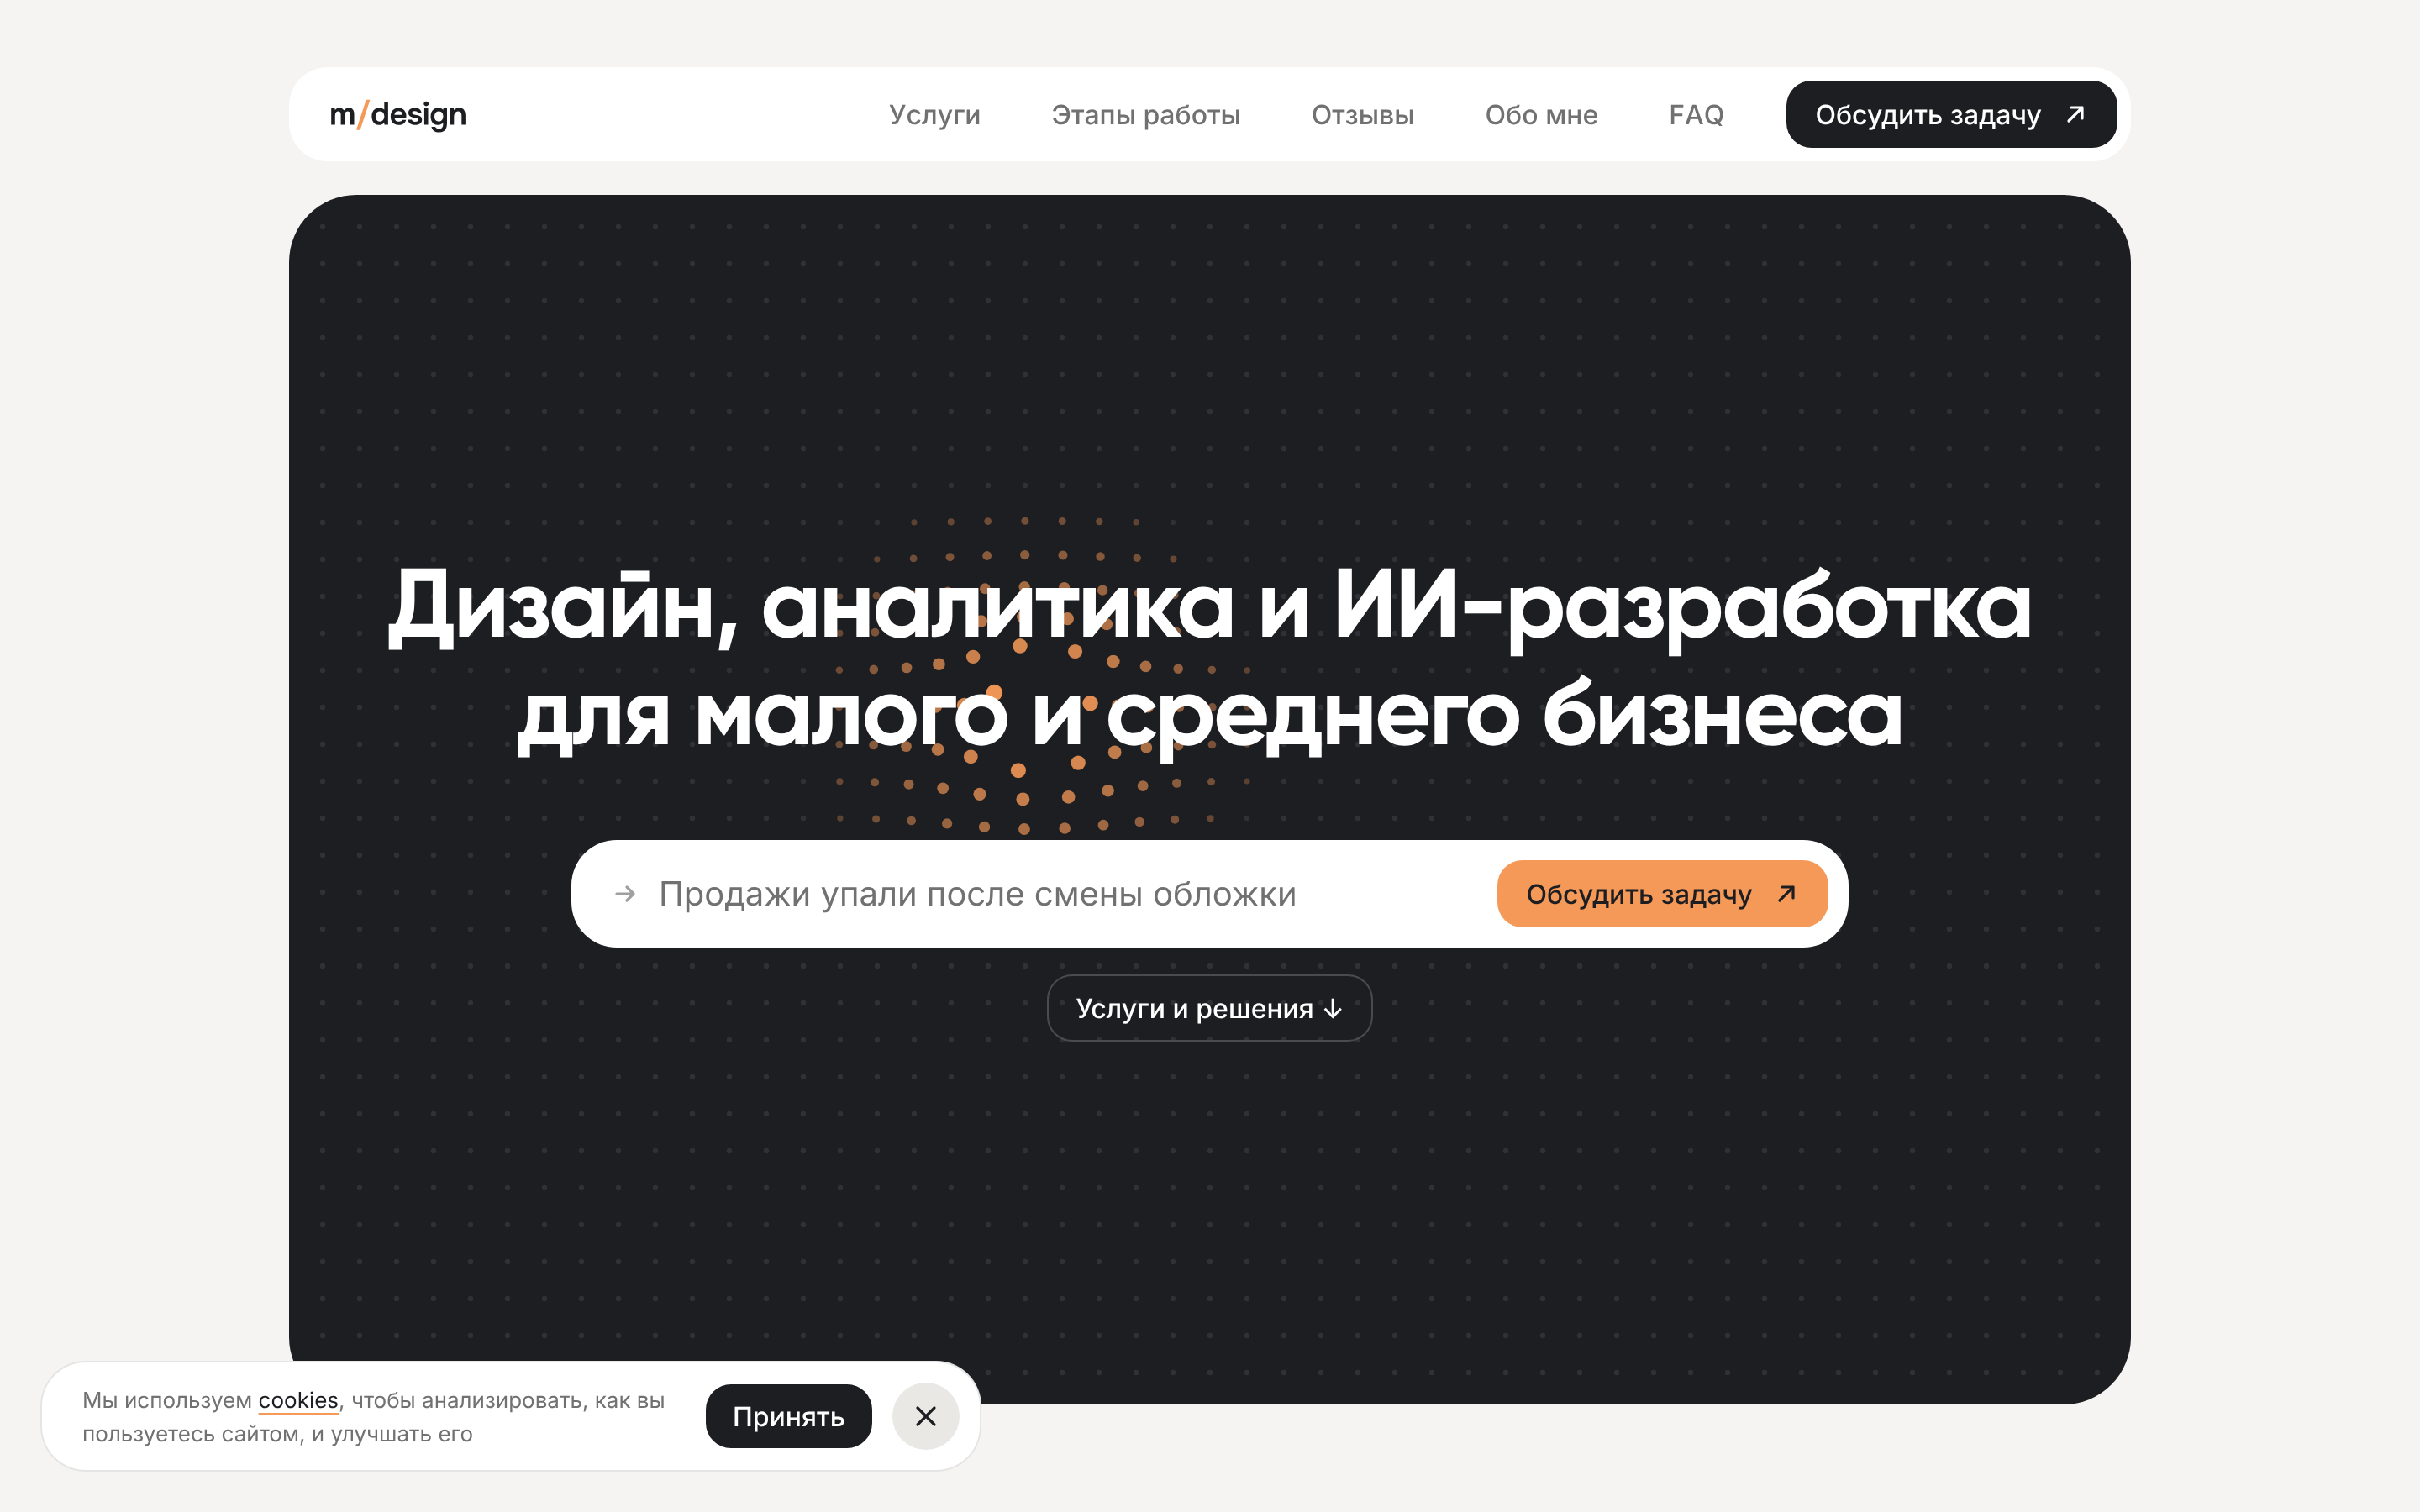 m/design
Услуги
Этапы работы
Отзывы
Обо мне
FAQ
Обсудить задачу ↗
Дизайн, аналитика и ИИ-разработка
для малого и среднего бизнеса
→ Продажи упали после смены обложки
Обсудить задачу ↗
Услуги и решения ↓
Мы используем cookies, чтобы анализировать, как вы
пользуетесь сайтом, и улучшать его
Принять